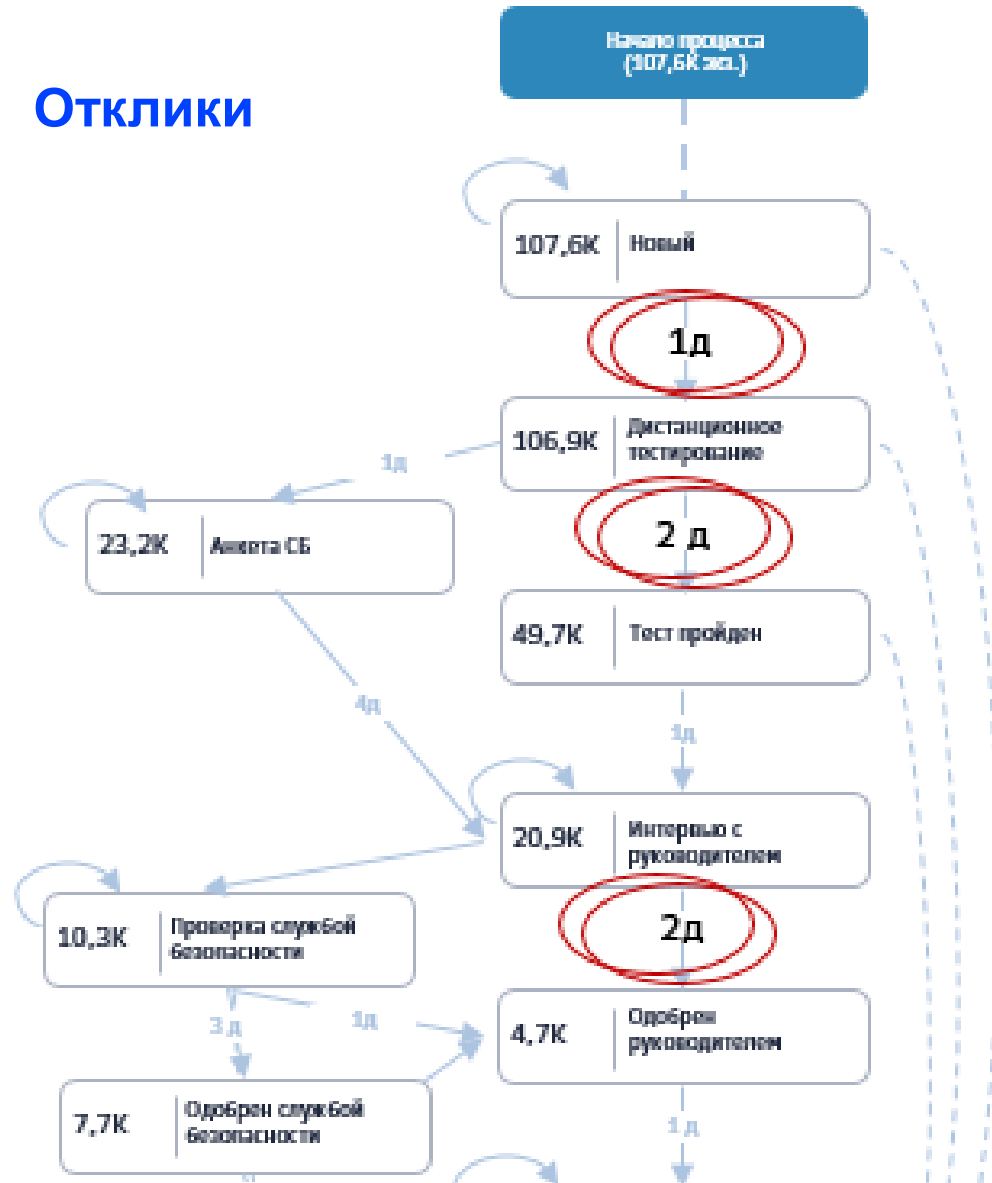 Отклики
Начало процесса
(107,6К экз.)
107,6К
Новый
1д
106,9К
Дистанционное
тестирование
1д
2 д
23,2К
Анкета СБ
49,7К
Тест пройден
4д
1д
20,9К
Интервью с
руководителем
10,3К
Проверка службой
безопасности
2д
3 д
1д
4,7К
Одобрен
руководителем
7,7К
Одобрен службой
безопасности
1 д